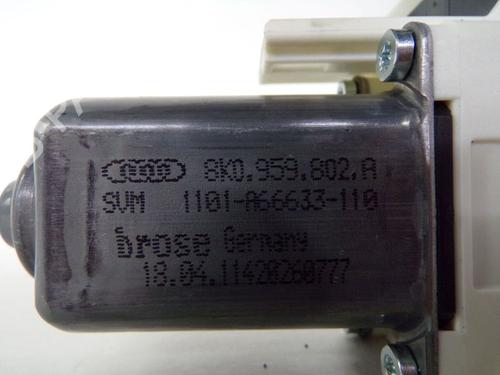 8K0.959.802.A
SVM 1101-A66633-110
brose Germany
18.04.11420260777